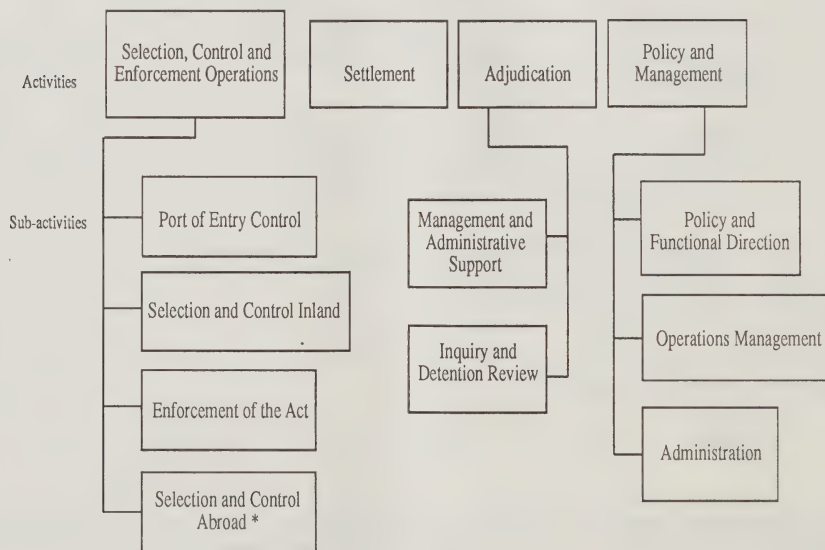 Activities
Selection, Control and
Enforcement Operations
Settlement
Adjudication
Policy and
Management
Sub-activities
Port of Entry Control
Selection and Control Inland
Enforcement of the Act
Selection and Control
Abroad *
Management and
Administrative
Support
Inquiry and
Detention Review
Policy and
Functional Direction
Operations Management
Administration